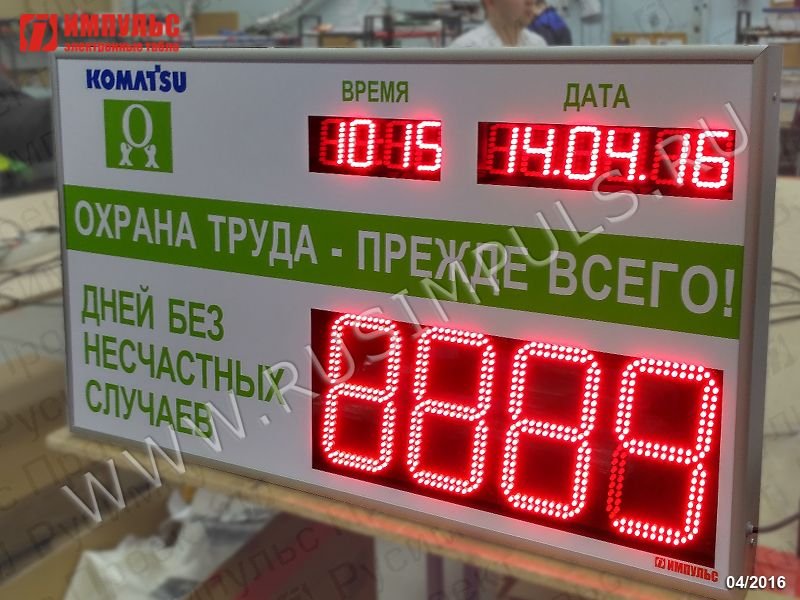 ИМПУЛЬС
ЭЛЕКТРОННЫЕ ТАБЛО
KOMATSU
ВРЕМЯ
ДАТА
10:15
14.04.16
ОХРАНА ТРУДА - ПРЕЖДЕ ВСЕГО!
ДНЕЙ БЕЗ
НЕСЧАСТНЫХ
СЛУЧАЕВ
8889
WWW.RUSIMPULS.RU
ИМПУЛЬС
04/2016